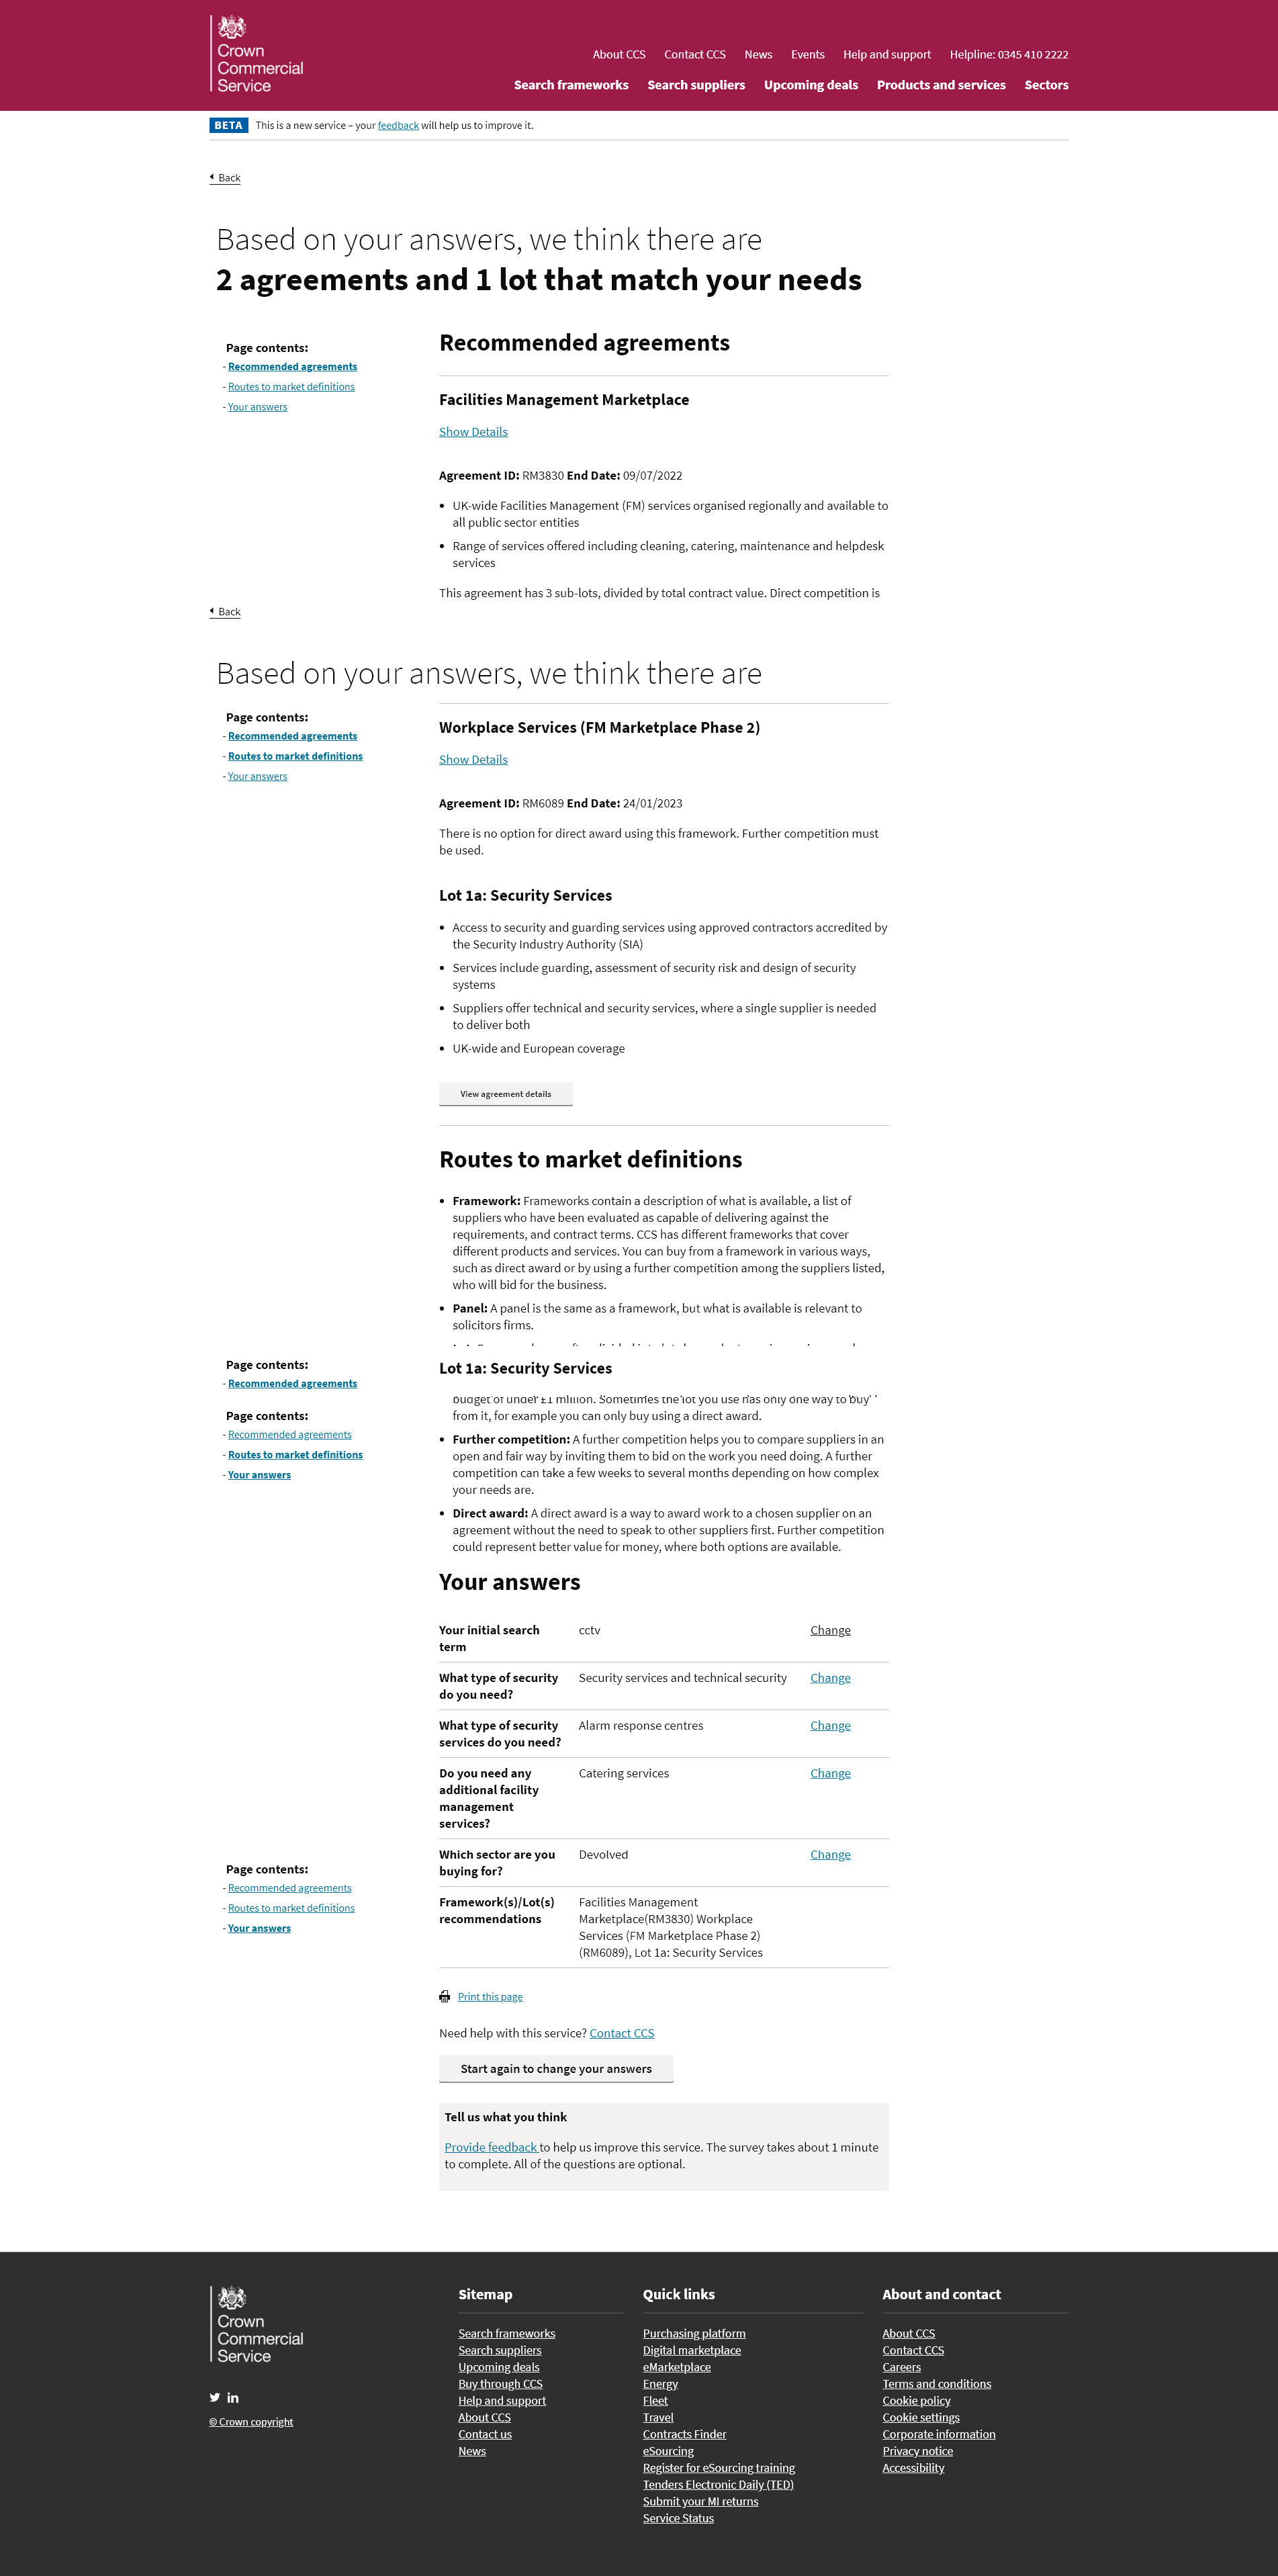 Crown
Commercial
Service
About CCS Contact CCS News Events Help and support Helpline: 0345 410 2222
Search frameworks Search suppliers Upcoming deals Products and services Sectors
BETA This is a new service – your feedback will help us to improve it.
Back
Based on your answers, we think there are
2 agreements and 1 lot that match your needs
Page contents:
- Recommended agreements
- Routes to market definitions
- Your answers
Recommended agreements
Facilities Management Marketplace
Show Details
Agreement ID: RM3830 End Date: 09/07/2022
• UK-wide Facilities Management (FM) services organised regionally and available to
all public sector entities
• Range of services offered including cleaning, catering, maintenance and helpdesk
services
This agreement has 3 sub-lots, divided by total contract value. Direct competition is
Back
Based on your answers, we think there are
Page contents:
- Recommended agreements
- Routes to market definitions
- Your answers
Workplace Services (FM Marketplace Phase 2)
Show Details
Agreement ID: RM6089 End Date: 24/01/2023
There is no option for direct award using this framework. Further competition must
be used.
Lot 1a: Security Services
• Access to security and guarding services using approved contractors accredited by
the Security Industry Authority (SIA)
• Services include guarding, assessment of security risk and design of security
systems
• Suppliers offer technical and security services, where a single supplier is needed
to deliver both
• UK-wide and European coverage
View agreement details
Routes to market definitions
• Framework: Frameworks contain a description of what is available, a list of
suppliers who have been evaluated as capable of delivering against the
requirements, and contract terms. CCS has different frameworks that cover
different products and services. You can buy from a framework in various ways,
such as direct award or by using a further competition among the suppliers listed,
who will bid for the business.
• Panel: A panel is the same as a framework, but what is available is relevant to
solicitors firms.
Page contents:
- Recommended agreements
Lot 1a: Security Services
Page contents:
- Recommended agreements
- Routes to market definitions
- Your answers
budget of under £1 million. Sometimes the lot you use has only one way to buy
from it, for example you can only buy using a direct award.
• Further competition: A further competition helps you to compare suppliers in an
open and fair way by inviting them to bid on the work you need doing. A further
competition can take a few weeks to several months depending on how complex
your needs are.
• Direct award: A direct award is a way to award work to a chosen supplier on an
agreement without the need to speak to other suppliers first. Further competition
could represent better value for money, where both options are available.
Your answers
Your initial search cctv Change
term
What type of security Security services and technical security Change
do you need?
What type of security Alarm response centres Change
services do you need?
Do you need any Catering services Change
additional facility
management
services?
Which sector are you Devolved Change
buying for?
Page contents:
- Recommended agreements
- Routes to market definitions
- Your answers
Framework(s)/Lot(s) Facilities Management
recommendations Marketplace(RM3830) Workplace
Services (FM Marketplace Phase 2)
(RM6089), Lot 1a: Security Services
Print this page
Need help with this service? Contact CCS
Start again to change your answers
Tell us what you think
Provide feedback to help us improve this service. The survey takes about 1 minute
to complete. All of the questions are optional.
Crown
Commercial
Service
© Crown copyright
Sitemap
Search frameworks
Search suppliers
Upcoming deals
Buy through CCS
Help and support
About CCS
Contact us
News
Quick links
Purchasing platform
Digital marketplace
eMarketplace
Energy
Fleet
Travel
Contracts Finder
eSourcing
Register for eSourcing training
Tenders Electronic Daily (TED)
Submit your MI returns
Service Status
About and contact
About CCS
Contact CCS
Careers
Terms and conditions
Cookie policy
Cookie settings
Corporate information
Privacy notice
Accessibility